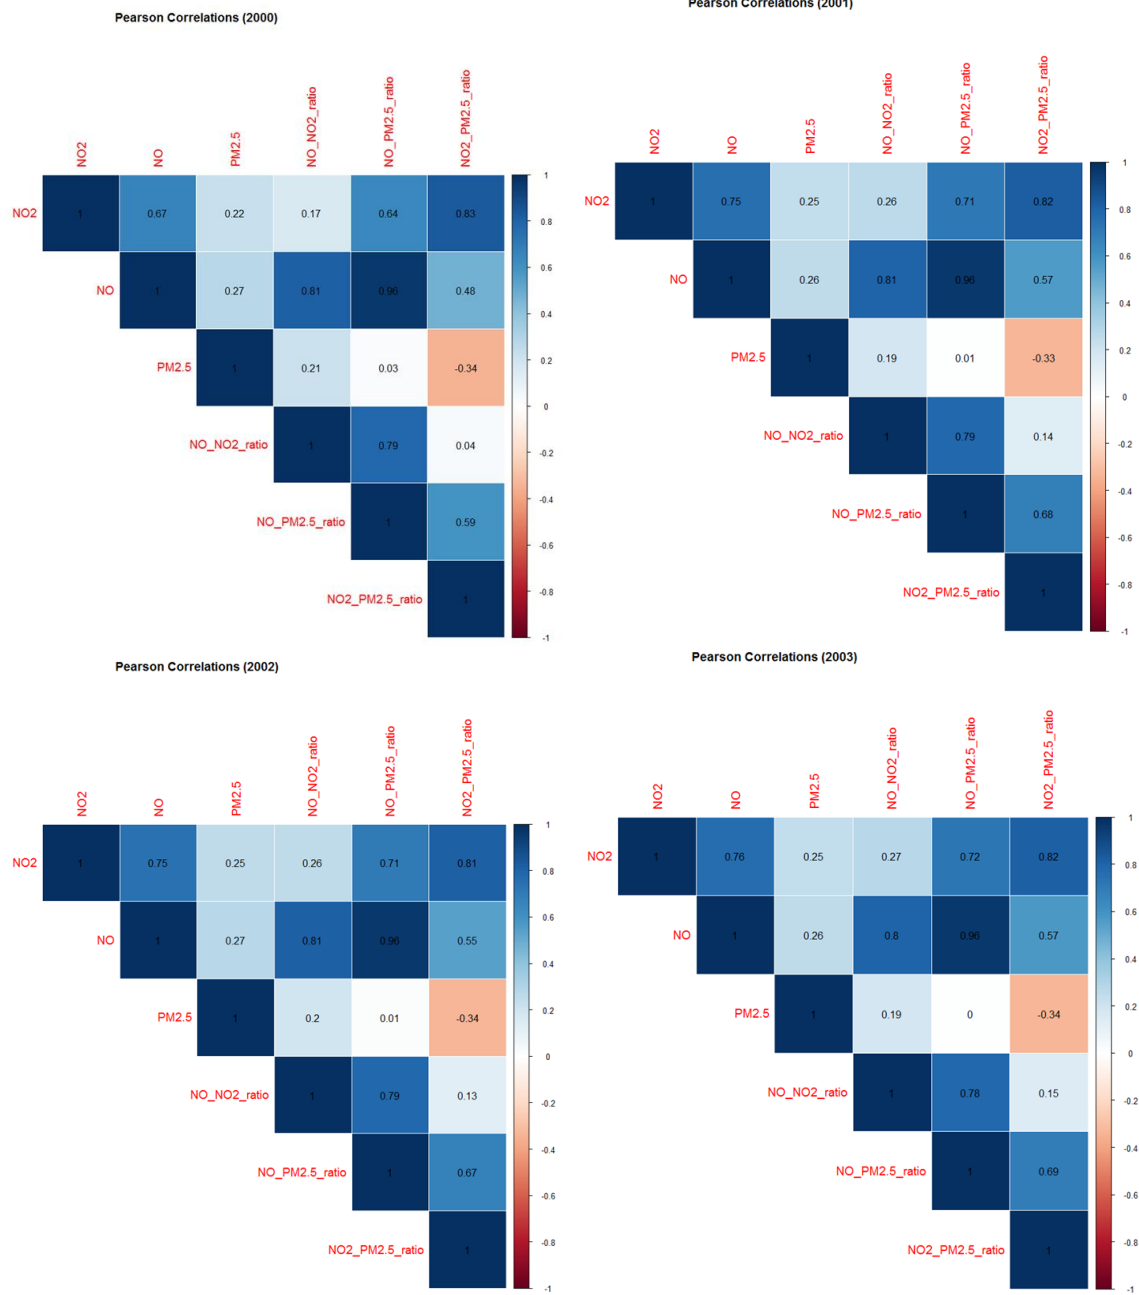 Pearson Correlations (2000)
NO2 NO PM2.5 NO_NO2_ratio NO_PM2.5_ratio NO2_PM2.5_ratio
NO2 1 0.67 0.22 0.17 0.64 0.83
NO 1 0.27 0.81 0.96 0.48
PM2.5 1 0.21 0.03 -0.34
NO_NO2_ratio 1 0.79 0.04
NO_PM2.5_ratio 1 0.59
NO2_PM2.5_ratio 1
1
0.8
0.6
0.4
0.2
0
-0.2
-0.4
-0.6
-0.8
-1
Pearson Correlations (2001)
NO2 NO PM2.5 NO_NO2_ratio NO_PM2.5_ratio NO2_PM2.5_ratio
NO2 1 0.75 0.25 0.26 0.71 0.82
NO 1 0.26 0.81 0.96 0.57
PM2.5 1 0.19 0.01 -0.33
NO_NO2_ratio 1 0.79 0.14
NO_PM2.5_ratio 1 0.68
NO2_PM2.5_ratio 1
1
0.8
0.6
0.4
0.2
0
-0.2
-0.4
-0.6
-0.8
-1
Pearson Correlations (2002)
NO2 NO PM2.5 NO_NO2_ratio NO_PM2.5_ratio NO2_PM2.5_ratio
NO2 1 0.75 0.25 0.26 0.71 0.81
NO 1 0.27 0.81 0.96 0.55
PM2.5 1 0.2 0.01 -0.34
NO_NO2_ratio 1 0.79 0.13
NO_PM2.5_ratio 1 0.67
NO2_PM2.5_ratio 1
1
0.8
0.6
0.4
0.2
0
-0.2
-0.4
-0.6
-0.8
-1
Pearson Correlations (2003)
NO2 NO PM2.5 NO_NO2_ratio NO_PM2.5_ratio NO2_PM2.5_ratio
NO2 1 0.76 0.25 0.27 0.72 0.82
NO 1 0.26 0.8 0.96 0.57
PM2.5 1 0.19 0 -0.34
NO_NO2_ratio 1 0.78 0.15
NO_PM2.5_ratio 1 0.69
NO2_PM2.5_ratio 1
1
0.8
0.6
0.4
0.2
0
-0.2
-0.4
-0.6
-0.8
-1